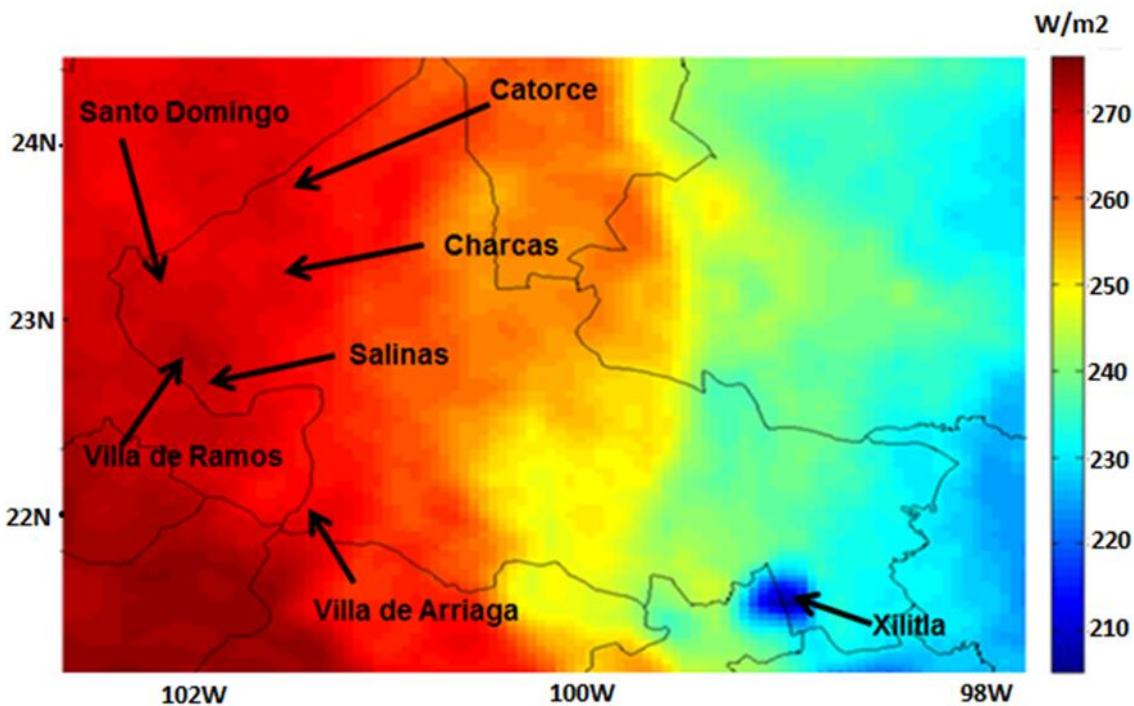 W/m2
Catorce
Santo Domingo
24N
270
260
Charcas
250
23N
Salinas
240
Villa de Ramos
230
22N
220
Villa de Arriaga
Xilitla
210
102W
100W
98W